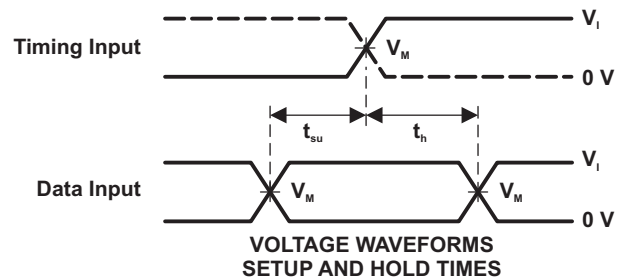 V_I
Timing Input
V_M
0 V
t_su
t_h
V_I
Data Input
V_M
V_M
0 V
VOLTAGE WAVEFORMS
SETUP AND HOLD TIMES